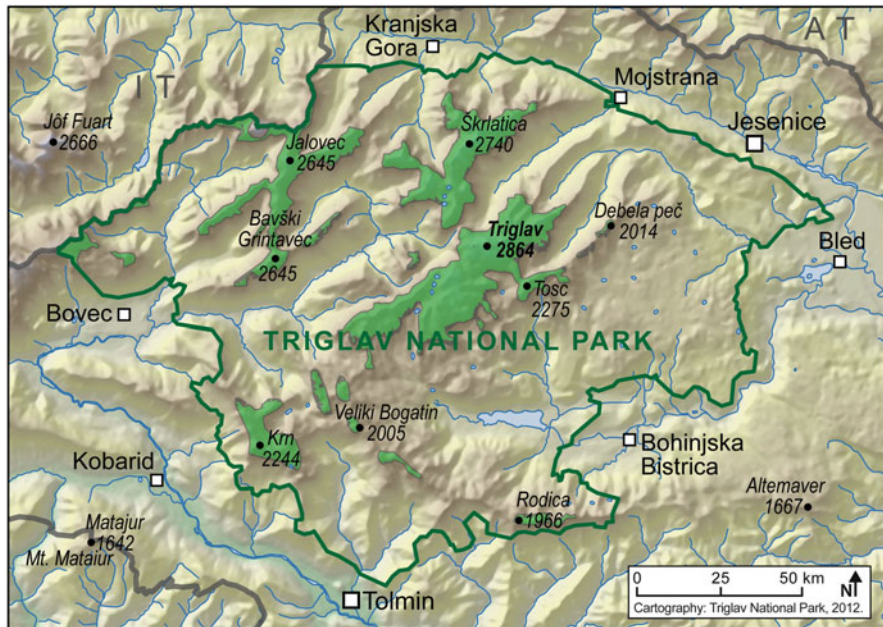 Kranjska
Gora
A T
I T
Mojstrana
Jôf Fuart
2666
Škrlatica
2740
Jalovec
2645
Jesenice
Bavški
Grintavec
2645
Triglav
2864
Debela peč
2014
Bled
Tosc
2275
Bovec
TRIGLAV NATIONAL PARK
Veliki Bogatin
2005
Krn
2244
Bohinjska
Bistrica
Kobarid
Altemaver
1667
Rodica
1966
Matajur
1642
Mt. Mataiur
Tolmin
0 25 50 km
N
Cartography: Triglav National Park, 2012.